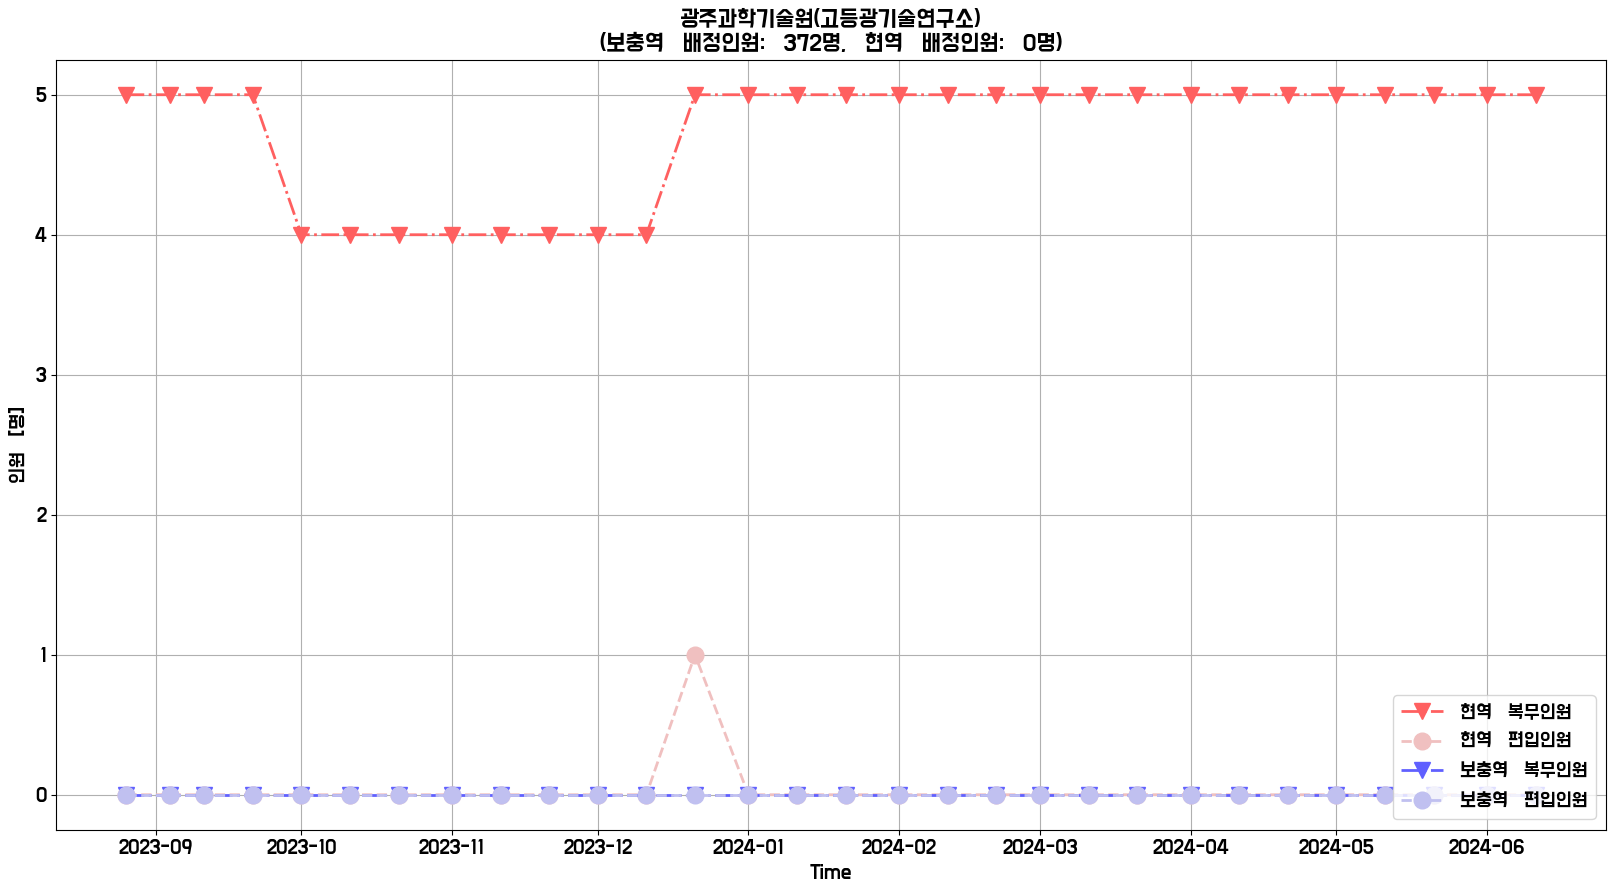 광주과학기술원(고등광기술연구소)
(보충역 배정인원: 372명, 현역 배정인원: 0명)
인원 [명]
5
4
3
2
1
0
현역 복무인원
현역 편입인원
보충역 복무인원
보충역 편입인원
2023-09 2023-10 2023-11 2023-12 2024-01 2024-02 2024-03 2024-04 2024-05 2024-06
Time